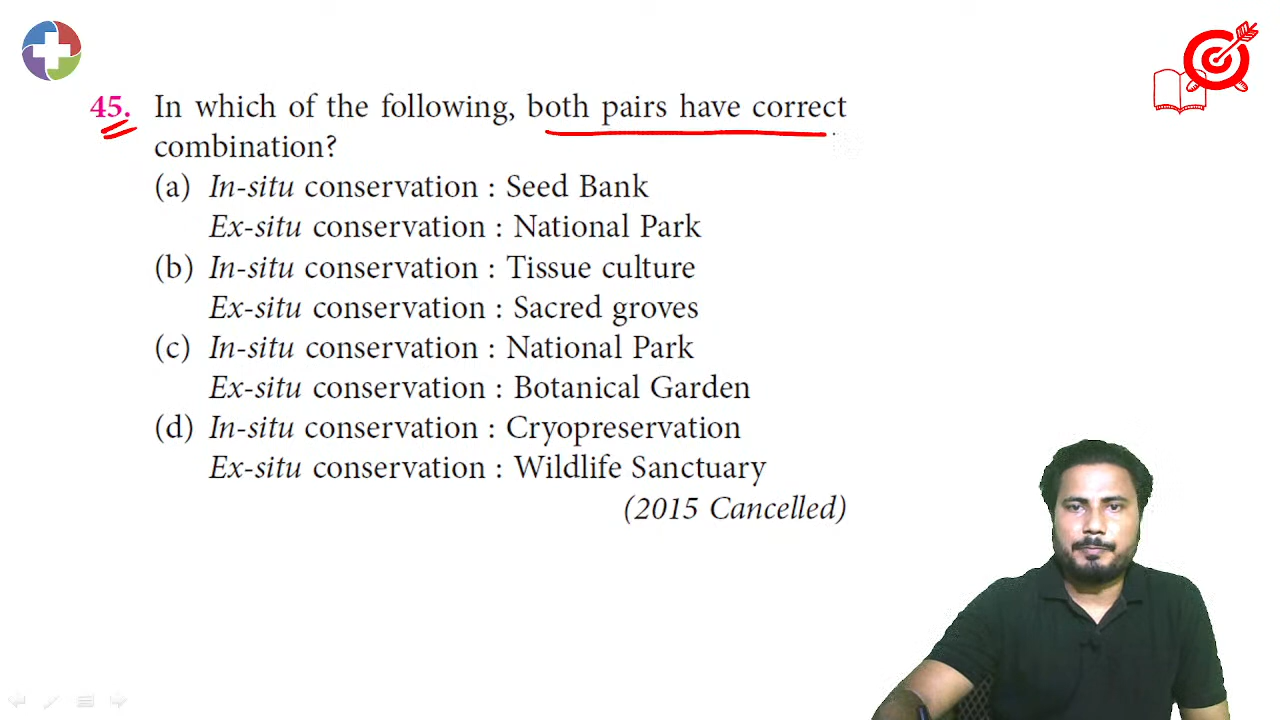 45. In which of the following, both pairs have correct
combination?
(a) In-situ conservation : Seed Bank
Ex-situ conservation : National Park
(b) In-situ conservation : Tissue culture
Ex-situ conservation : Sacred groves
(c) In-situ conservation : National Park
Ex-situ conservation : Botanical Garden
(d) In-situ conservation : Cryopreservation
Ex-situ conservation : Wildlife Sanctuary
(2015 Cancelled)